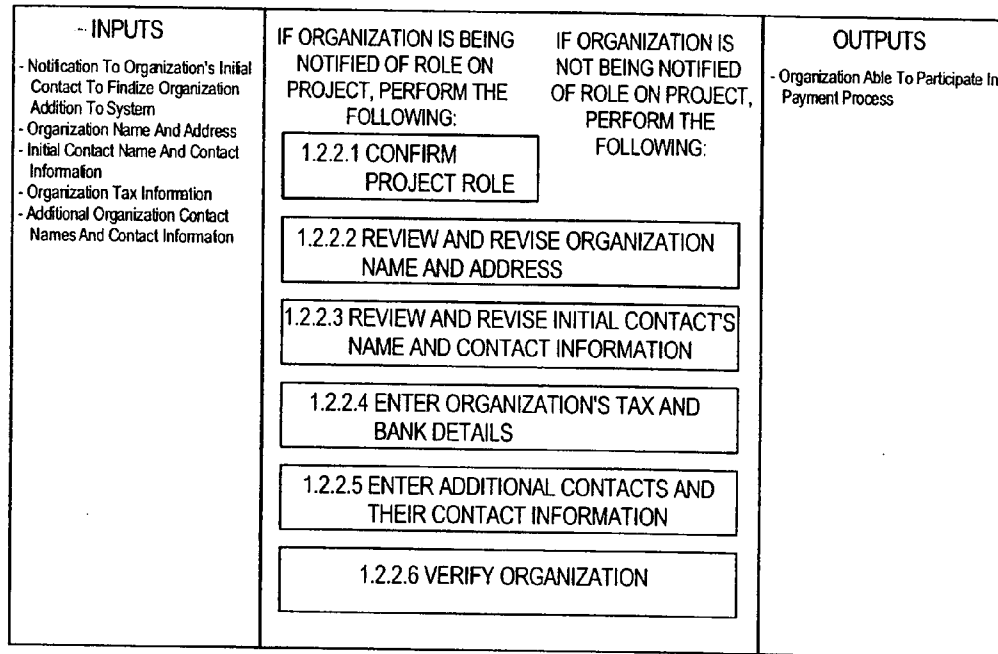 INPUTS
- Notification To Organization's Initial
Contact To Findize Organization
Addition To System
- Organization Name And Address
- Initial Contact Name And Contact
Information
- Organization Tax Information
- Additional Organization Contact
Names And Contact Informaton
IF ORGANIZATION IS BEING
NOTIFIED OF ROLE ON
PROJECT, PERFORM THE
FOLLOWING:
IF ORGANIZATION IS
NOT BEING NOTIFIED
OF ROLE ON PROJECT,
PERFORM THE
FOLLOWING:
1.2.2.1 CONFIRM
PROJECT ROLE
1.2.2.2 REVIEW AND REVISE ORGANIZATION
NAME AND ADDRESS
1.2.2.3 REVIEW AND REVISE INITIAL CONTACT'S
NAME AND CONTACT INFORMATION
1.2.2.4 ENTER ORGANIZATION'S TAX AND
BANK DETAILS
1.2.2.5 ENTER ADDITIONAL CONTACTS AND
THEIR CONTACT INFORMATION
1.2.2.6 VERIFY ORGANIZATION
OUTPUTS
- Organization Able To Participate In
Payment Process